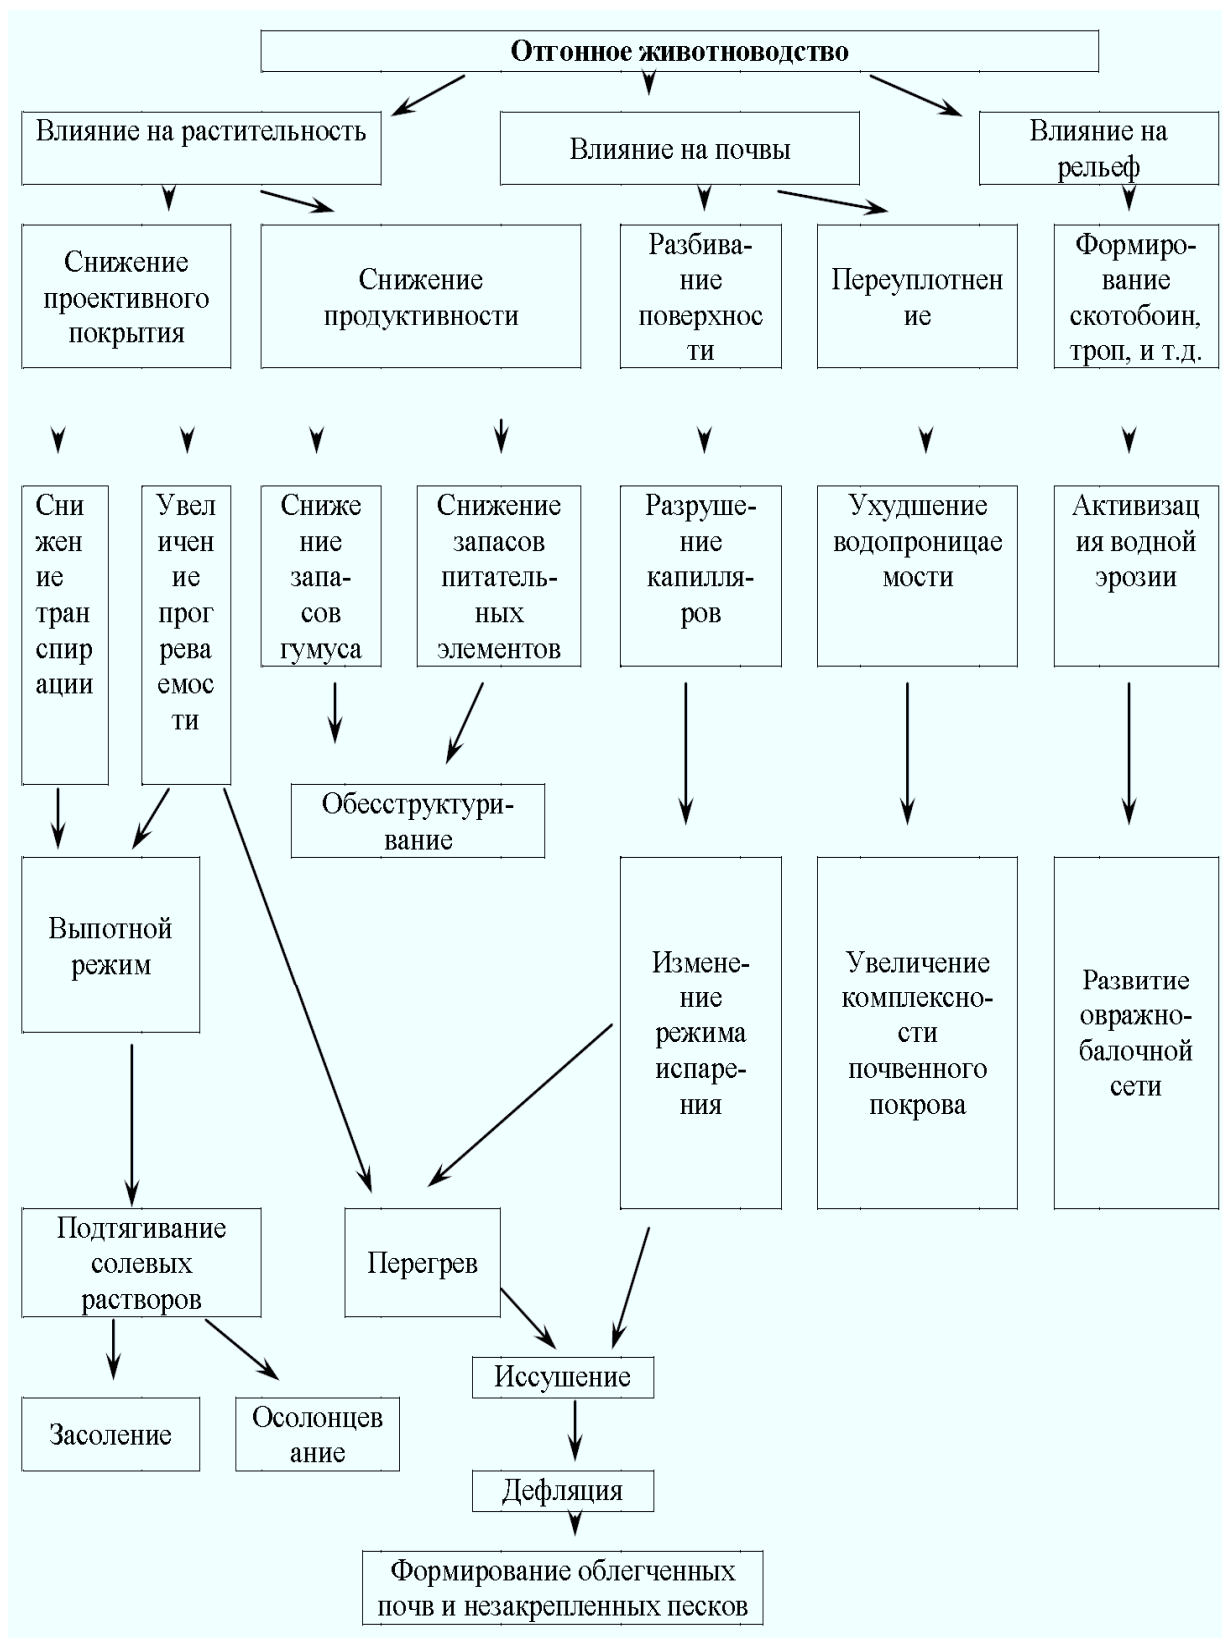 Отгонное животноводство
Влияние на растительность
Влияние на почвы
Влияние на
рельеф
Снижение
проективного
покрытия
Снижение
продуктивности
Разбива-
ние
поверхнос
ти
Переуплотнен
ие
Формиро-
вание
скотобоин,
троп, и т.д.
Сни
жен
ие
тран
спир
ации
Увел
ичен
ие
прог
рева
емос
ти
Сниже
ние
запа-
сов
гумуса
Снижение
запасов
питатель-
ных
элементов
Разруше-
ние
капилля-
ров
Ухудшение
водопроницае
мости
Активизац
ия водной
эрозии
Обесструктури-
вание
Выпотной
режим
Измене-
ние
режима
испаре-
ния
Увеличение
комплексно-
сти
почвенного
покрова
Развитие
овражно-
балочной
сети
Подтягивание
солевых
растворов
Перегрев
Иссушение
Засоление
Осолонцев
ание
Дефляция
Формирование облегченных
почв и незакрепленных песков